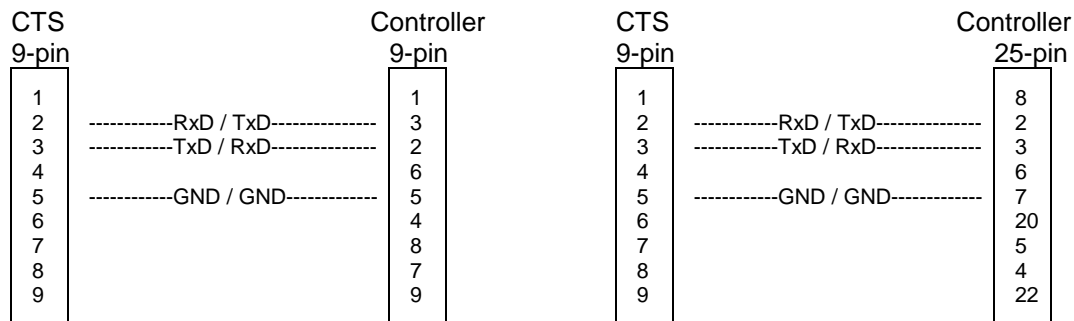 CTS Controller
9-pin 9-pin
1 1
2 ------------RxD / TxD--------------- 3
3 ------------TxD / RxD--------------- 2
4 6
5 ------------GND / GND------------- 5
6 4
7 8
8 7
9 9
CTS Controller
9-pin 25-pin
1 8
2 ------------RxD / TxD--------------- 2
3 ------------TxD / RxD--------------- 3
4 6
5 ------------GND / GND------------- 7
6 20
7 5
8 4
9 22